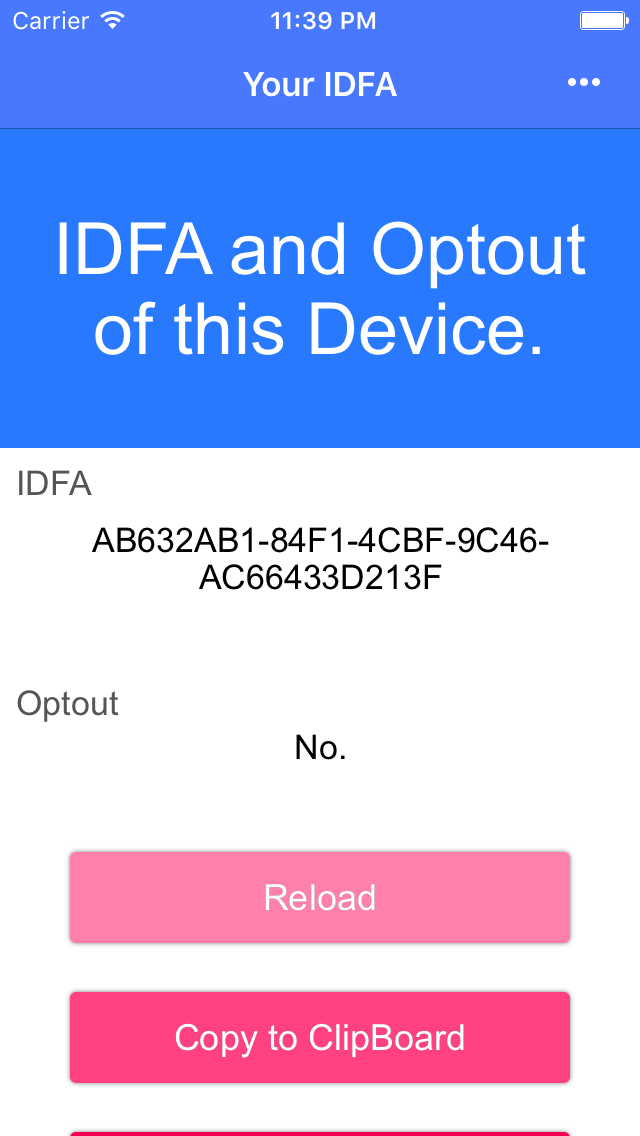 Carrier 11:39 PM
Your IDFA
IDFA and Optout
of this Device.
IDFA
AB632AB1-84F1-4CBF-9C46-
AC66433D213F
Optout
No.
Reload
Copy to ClipBoard